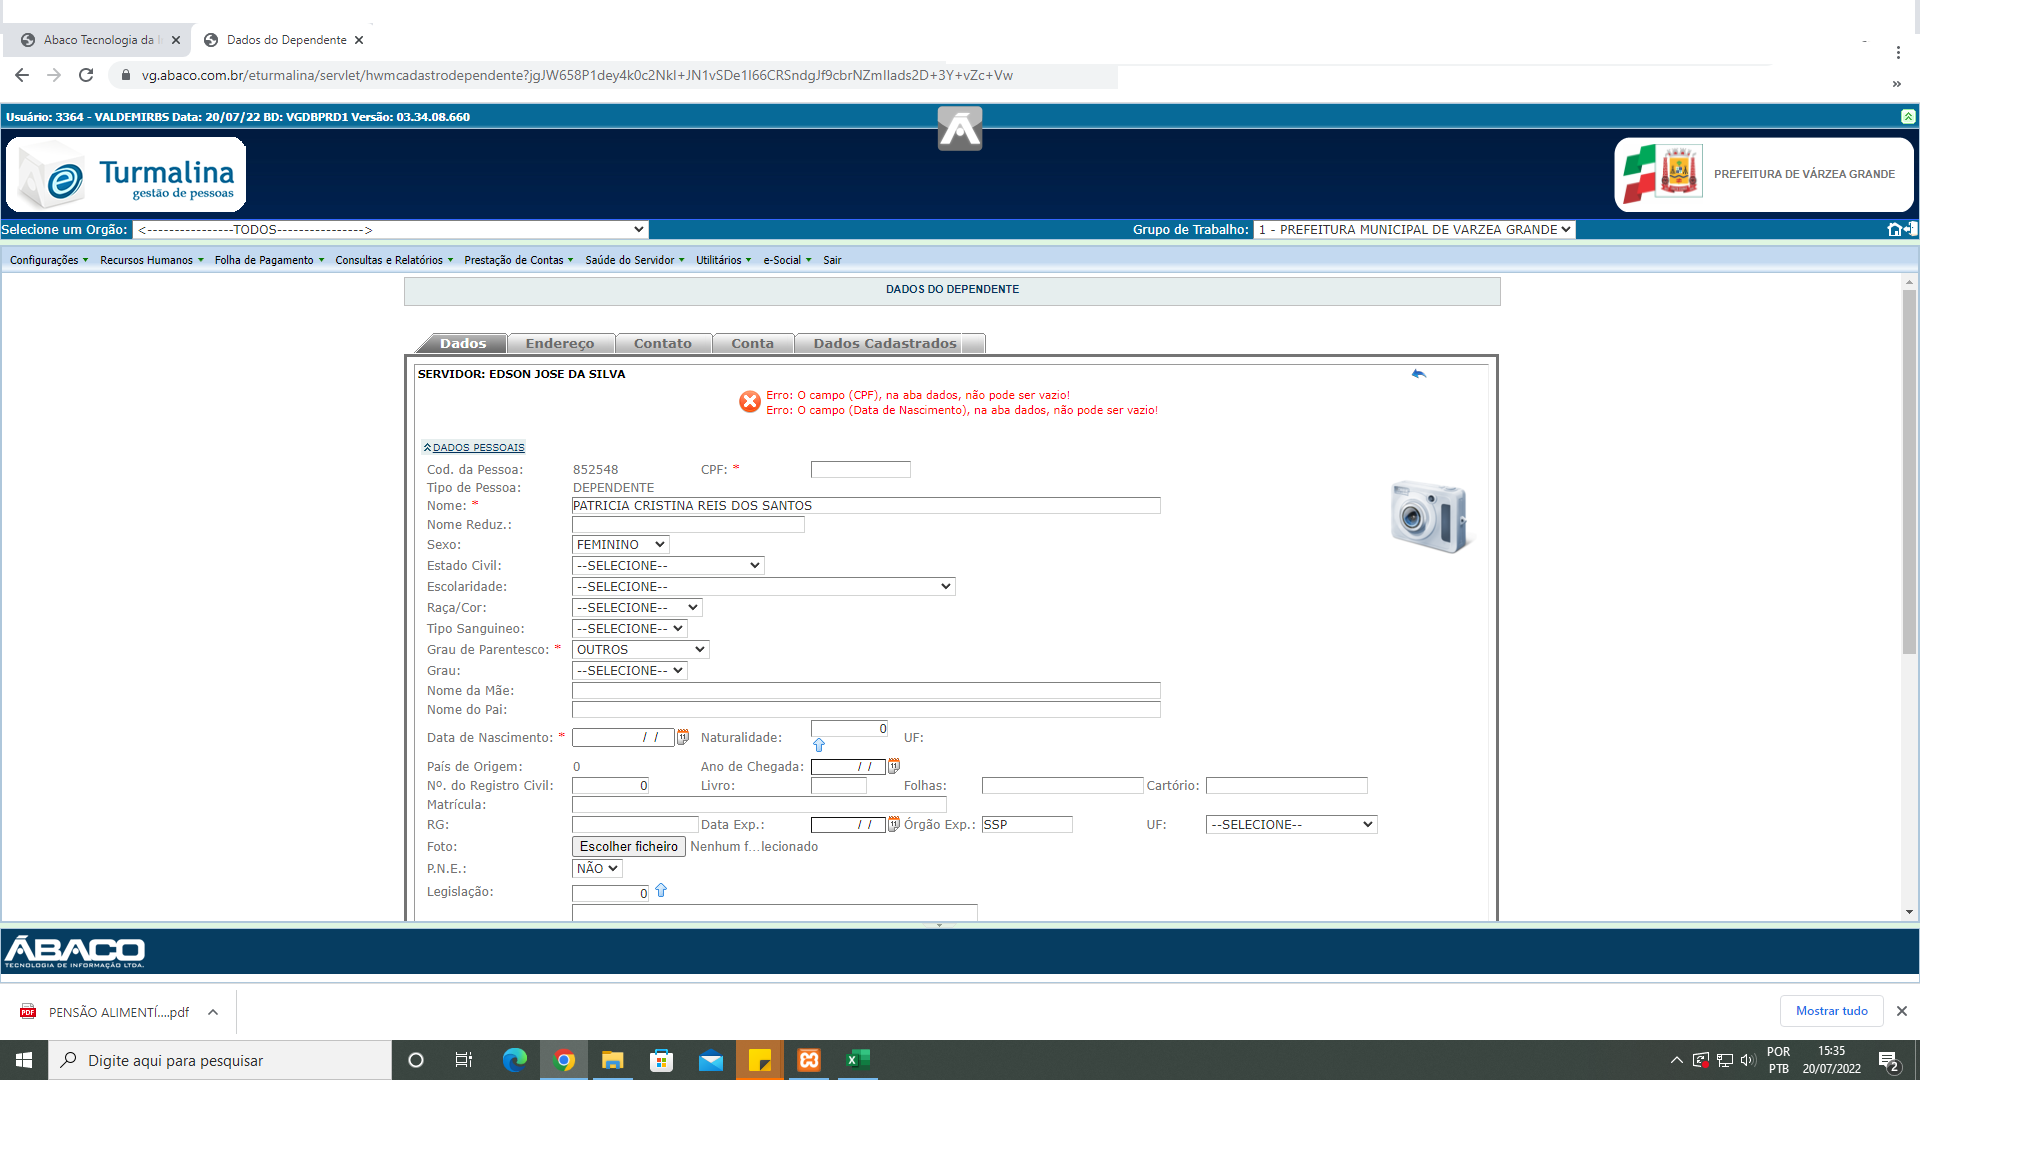 Abaco Tecnologia da I
Dados do Dependente
vg.abaco.com.br/eturmalina/servlet/hwmcadastrodependente?jgJW658P1dey4k0c2NkI+JN1vSDe1I66CRSndgJf9cbrNZmIlads2D+3Y+vZc+Vw
Usuário: 3364 - VALDEMIRBS Data: 20/07/22 BD: VGDBPRD1 Versão: 03.34.08.660
Turmalina
gestão de pessoas
PREFEITURA DE VÁRZEA GRANDE
Selecione um Orgão: <----------------TODOS----------------> Grupo de Trabalho: 1 - PREFEITURA MUNICIPAL DE VARZEA GRANDE
Configurações Recursos Humanos Folha de Pagamento Consultas e Relatórios Prestação de Contas Saúde do Servidor Utilitários e-Social Sair
DADOS DO DEPENDENTE
Dados Endereço Contato Conta Dados Cadastrados
SERVIDOR: EDSON JOSE DA SILVA
Erro: O campo (CPF), na aba dados, não pode ser vazio!
Erro: O campo (Data de Nascimento), na aba dados, não pode ser vazio!
DADOS PESSOAIS
Cod. da Pessoa: 852548 CPF: *
Tipo de Pessoa: DEPENDENTE
Nome: * PATRICIA CRISTINA REIS DOS SANTOS
Nome Reduz.:
Sexo: FEMININO
Estado Civil: --SELECIONE--
Escolaridade: --SELECIONE--
Raça/Cor: --SELECIONE--
Tipo Sanguineo: --SELECIONE--
Grau de Parentesco: * OUTROS
Grau: --SELECIONE--
Nome da Mãe:
Nome do Pai:
Data de Nascimento: * / / Naturalidade: 0 UF:
País de Origem: 0 Ano de Chegada: / /
Nº. do Registro Civil: 0 Livro: Folhas: Cartório:
Matrícula:
RG: Data Exp.: / / Órgão Exp.: SSP UF: --SELECIONE--
Foto: Escolher ficheiro Nenhum f...lecionado
P.N.E.: NÃO
Legislação: 0
ÁBACO
TECNOLOGIA DE INFORMAÇÃO LTDA.
PENSÃO ALIMENTÍ....pdf
Mostrar tudo
Digite aqui para pesquisar
POR 15:35
PTB 20/07/2022
2